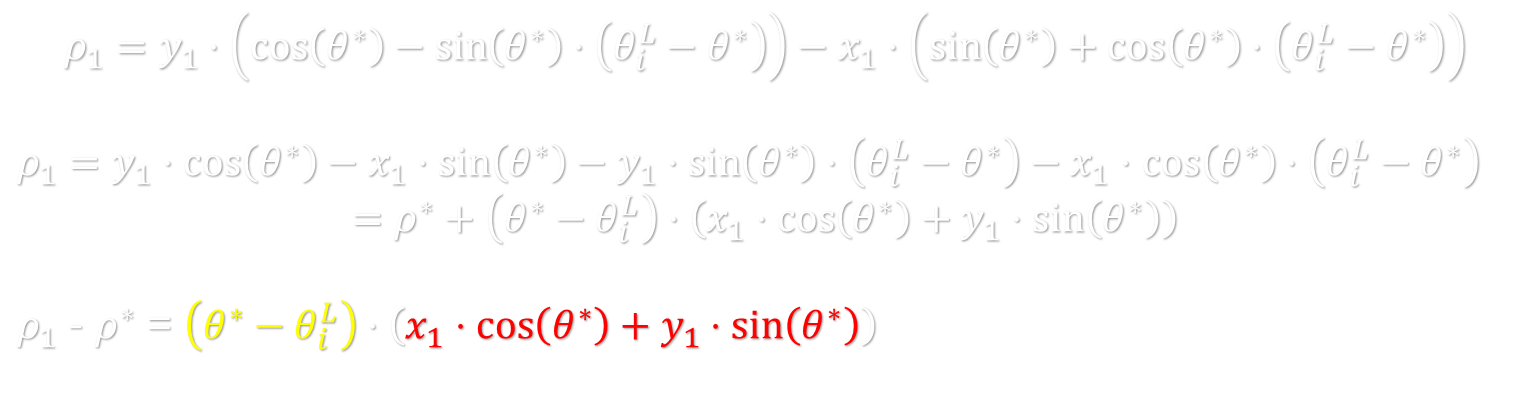 ρ₁ = y₁ · (cos(θ*) − sin(θ*) · (θᵢᴸ − θ*)) − x₁ · (sin(θ*) + cos(θ*) · (θᵢᴸ − θ*))
ρ₁ = y₁ · cos(θ*) − x₁ · sin(θ*) − y₁ · sin(θ*) · (θᵢᴸ − θ*) − x₁ · cos(θ*) · (θᵢᴸ − θ*)
= ρ* + (θ* − θᵢᴸ) · (x₁ · cos(θ*) + y₁ · sin(θ*))
ρ₁ - ρ* = (θ* − θᵢᴸ) · (x₁ · cos(θ*) + y₁ · sin(θ*))